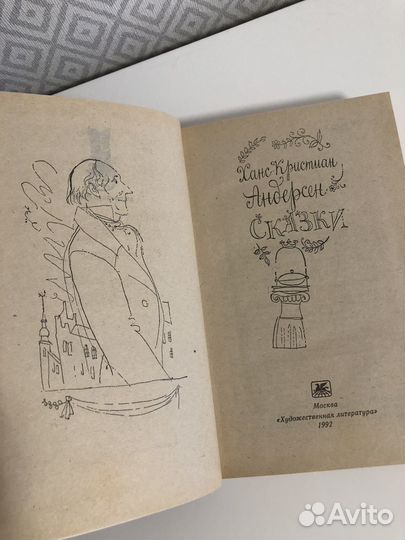 Ханс Кристиан
Андерсен
СКАЗКИ
Москва
«Художественная литература»
1992
Avito